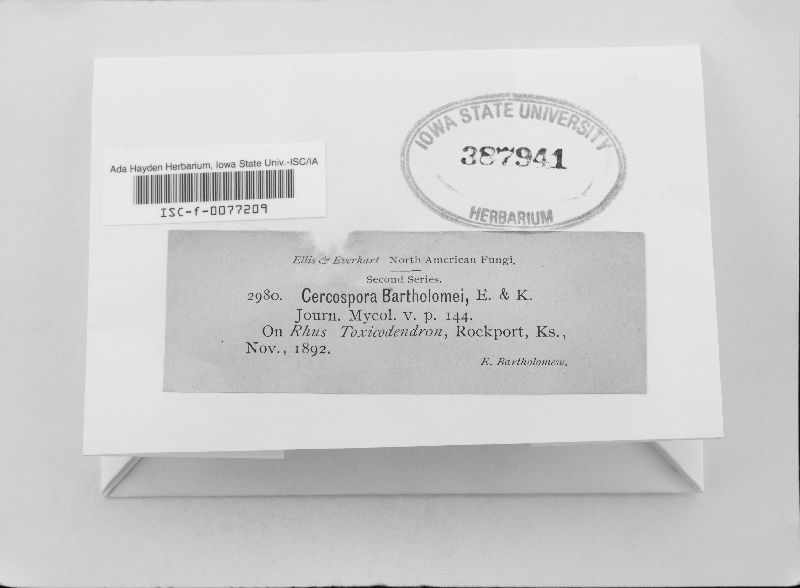 IOWA STATE UNIVERSITY
387941
HERBARIUM
Ada Hayden Herbarium, Iowa State Univ.-ISC/IA
ISC-f-0077209
Ellis & Everhart North American Fungi.
Second Series.
2980. Cercospora Bartholomei, E. & K.
Journ. Mycol. v. p. 144.
On Rhus Toxicodendron, Rockport, Ks.,
Nov., 1892.
E. Bartholomew.